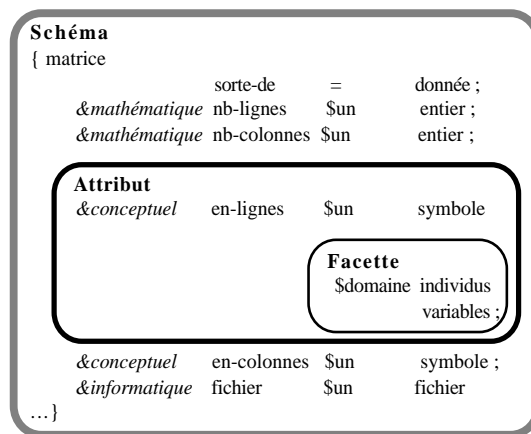 Schéma
{ matrice
sorte-de = donnée ;
&mathématique nb-lignes $un entier ;
&mathématique nb-colonnes $un entier ;
Attribut
&conceptuel en-lignes $un symbole
Facette
$domaine individus
variables ;
&conceptuel en-colonnes $un symbole ;
&informatique fichier $un fichier
…}